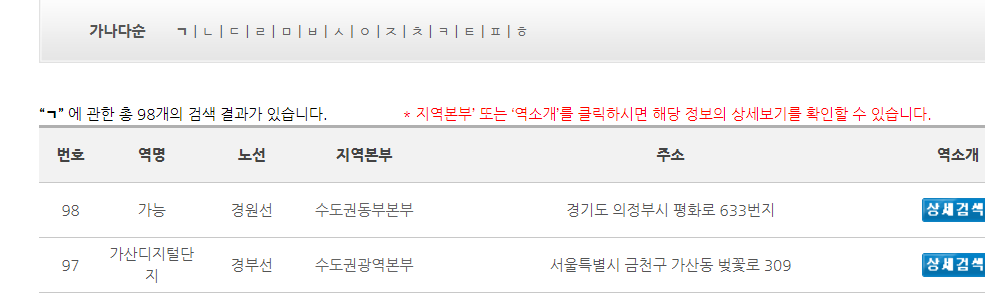 가나다순 ㄱ | ㄴ | ㄷ | ㄹ | ㅁ | ㅂ | ㅅ | ㅇ | ㅈ | ㅊ | ㅋ | ㅌ | ㅍ | ㅎ
“ㄱ” 에 관한 총 98개의 검색 결과가 있습니다. * 지역본부’ 또는 ‘역소개’를 클릭하시면 해당 정보의 상세보기를 확인할 수 있습니다.
번호 역명 노선 지역본부 주소 역소개
98 가능 경원선 수도권동부본부 경기도 의정부시 평화로 633번지 상세검색
97 가산디지털단
지 경부선 수도권광역본부 서울특별시 금천구 가산동 벚꽃로 309 상세검색